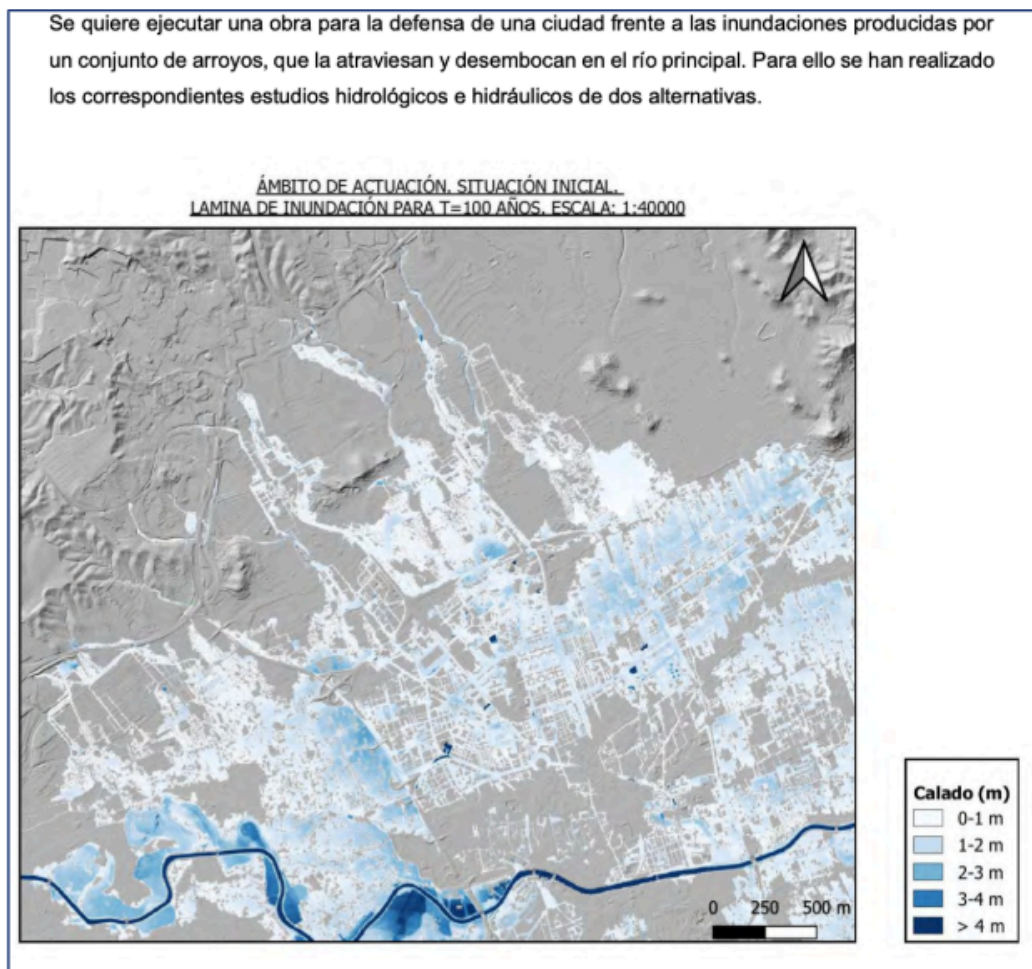 Se quiere ejecutar una obra para la defensa de una ciudad frente a las inundaciones producidas por
un conjunto de arroyos, que la atraviesan y desembocan en el río principal. Para ello se han realizado
los correspondientes estudios hidrológicos e hidráulicos de dos alternativas.
ÁMBITO DE ACTUACIÓN. SITUACIÓN INICIAL.
LAMINA DE INUNDACIÓN PARA T=100 AÑOS. ESCALA: 1:40000
0 250 500 m
Calado (m)
0-1 m
1-2 m
2-3 m
3-4 m
> 4 m